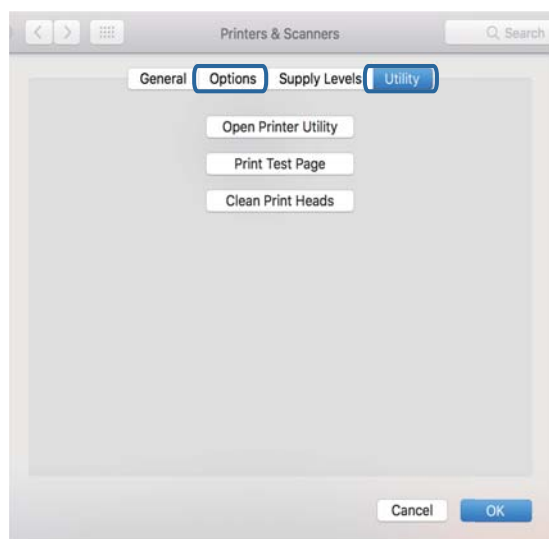 Printers & Scanners Search
General Options Supply Levels Utility
Open Printer Utility
Print Test Page
Clean Print Heads
Cancel OK